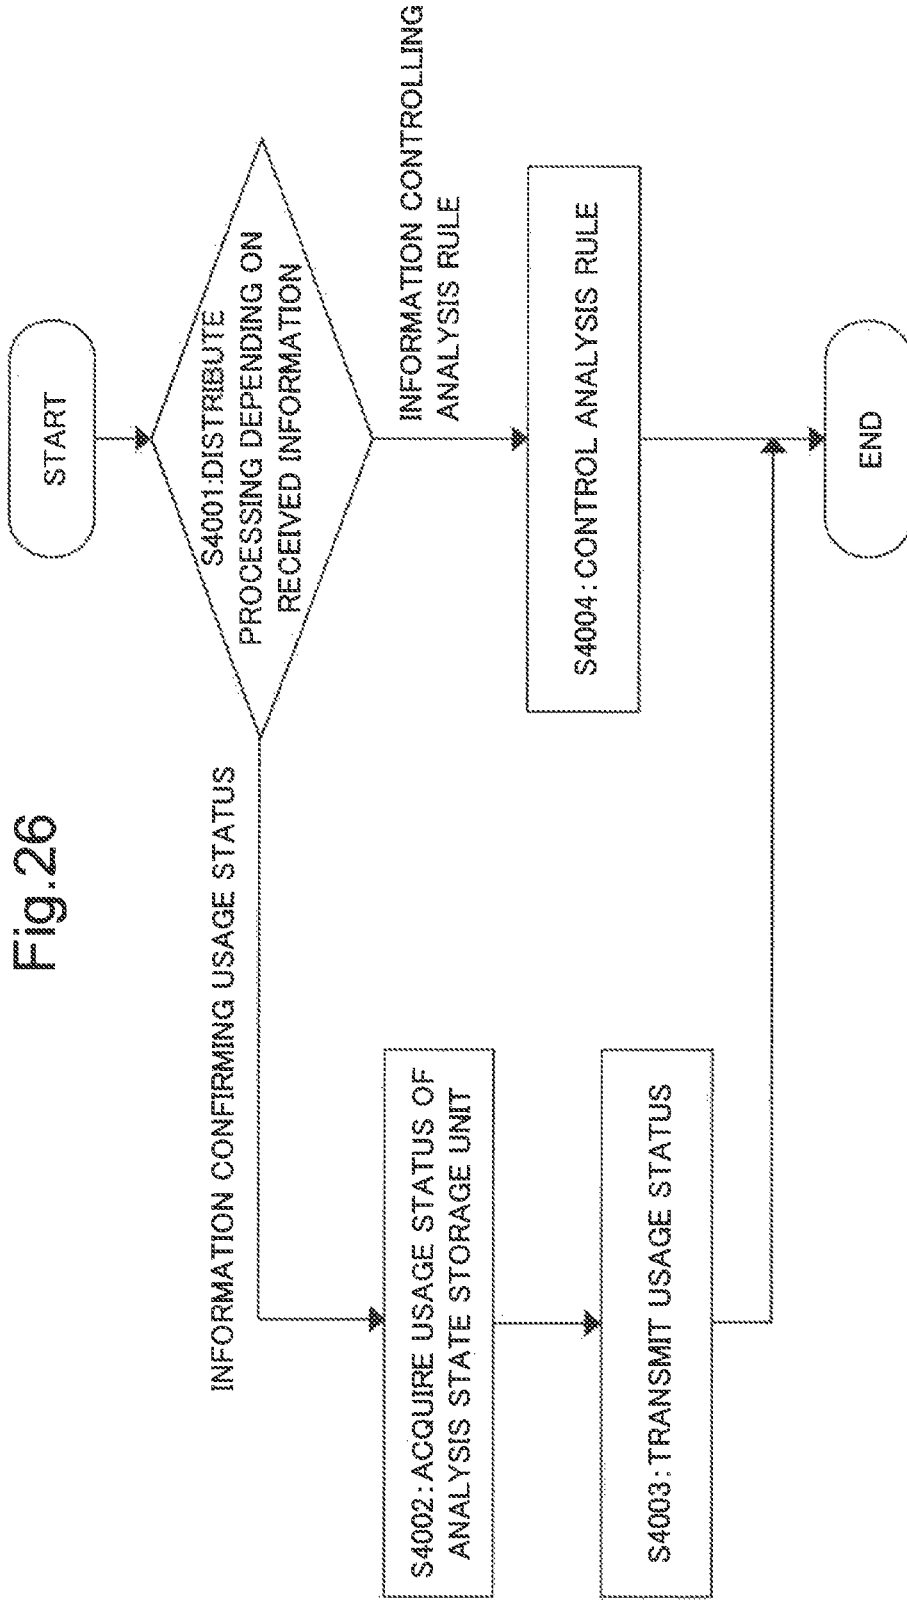 Fig.26
START
S4001:DISTRIBUTE
PROCESSING DEPENDING ON
RECEIVED INFORMATION
INFORMATION CONFIRMING USAGE STATUS
INFORMATION CONTROLLING
ANALYSIS RULE
S4002:ACQUIRE USAGE STATUS OF
ANALYSIS STATE STORAGE UNIT
S4003:TRANSMIT USAGE STATUS
S4004:CONTROL ANALYSIS RULE
END